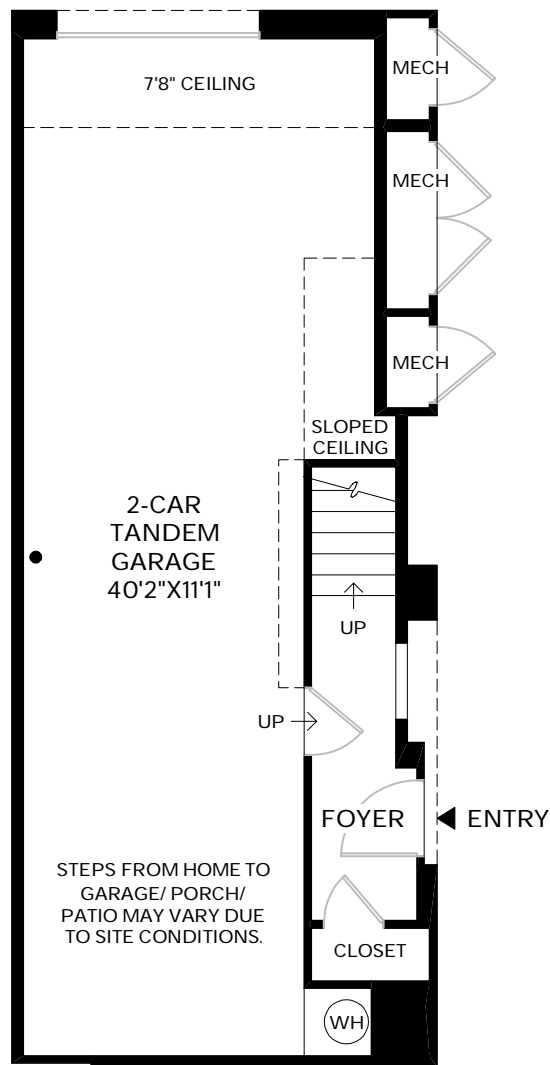 MECH
7'8" CEILING
MECH
MECH
SLOPED
CEILING
2-CAR
TANDEM
GARAGE
40'2"X11'1"
UP
UP
FOYER
ENTRY
STEPS FROM HOME TO
GARAGE/ PORCH/
PATIO MAY VARY DUE
TO SITE CONDITIONS.
CLOSET
WH